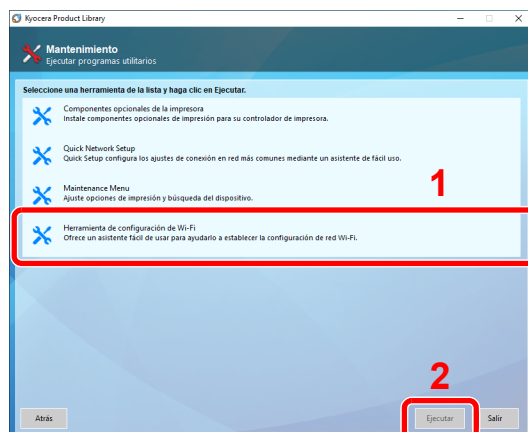 Kyocera Product Library
Mantenimiento
Ejecutar programas utilitarios
Seleccione una herramienta de la lista y haga clic en Ejecutar.
Componentes opcionales de la impresora
Instale componentes opcionales de impresión para su controlador de impresora.
Quick Network Setup
Quick Setup configura los ajustes de conexión en red más comunes mediante un asistente de fácil uso.
Maintenance Menu
Ajuste opciones de impresión y búsqueda del dispositivo.
1
Herramienta de configuración de Wi-Fi
Ofrece un asistente fácil de usar para ayudarlo a establecer la configuración de red Wi-Fi.
2
Atrás
Ejecutar
Salir